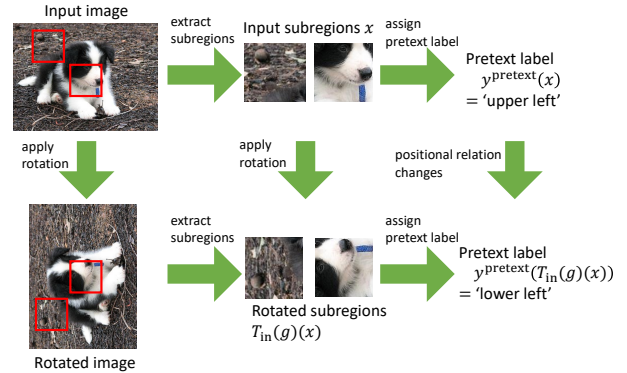 Input image
extract
subregions
Input subregions x
assign
pretext label
Pretext label
y^pretext(x)
= 'upper left'
apply
rotation
apply
rotation
positional relation
changes
extract
subregions
assign
pretext label
Pretext label
y^pretext(T_in(g)(x))
= 'lower left'
Rotated subregions
T_in(g)(x)
Rotated image